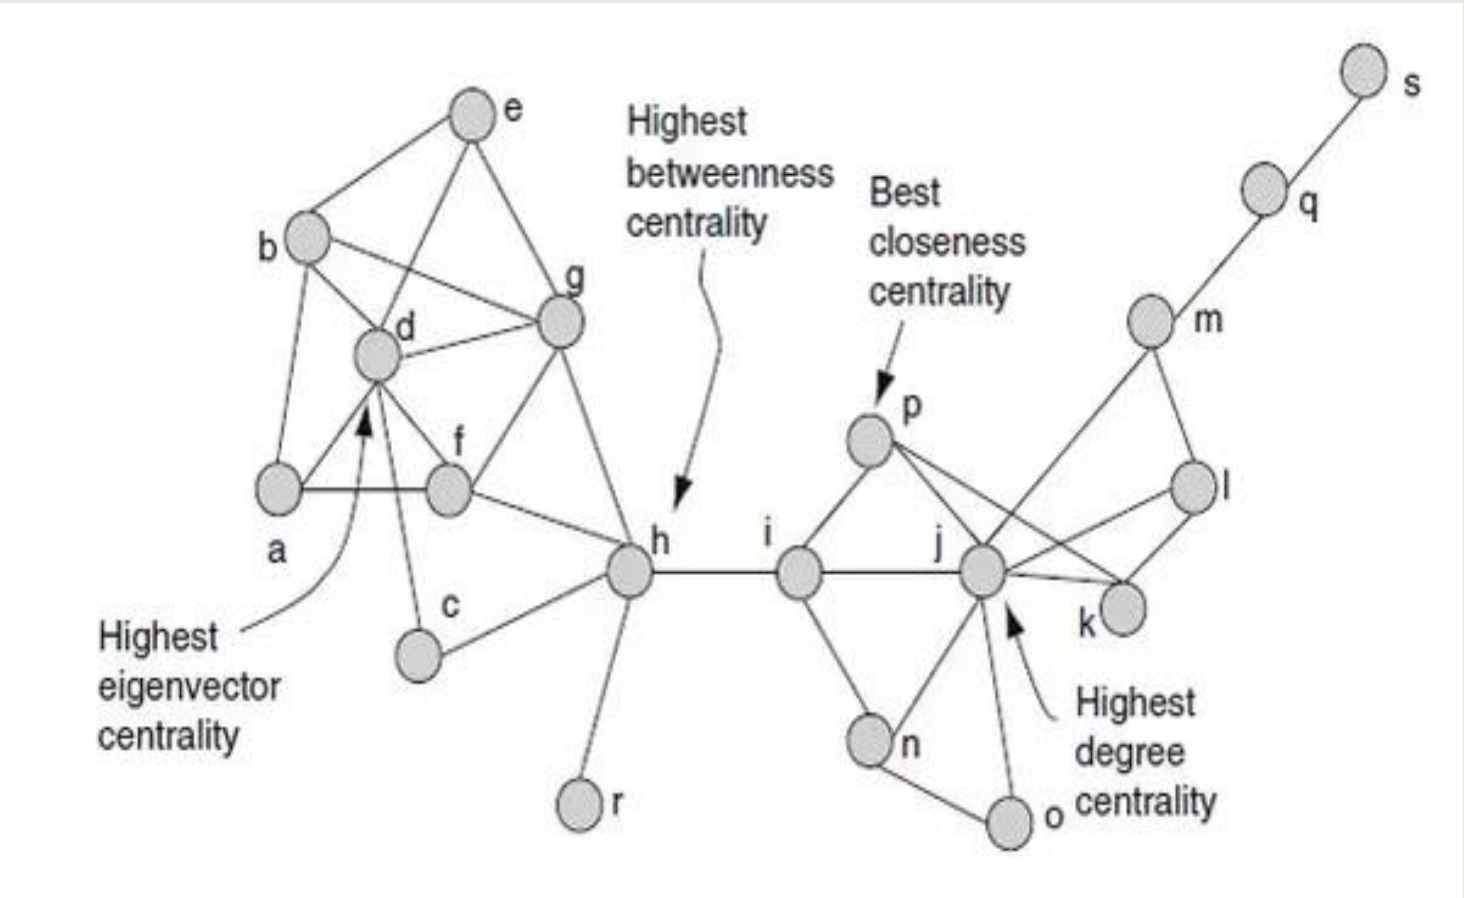 s
e
Highest
betweenness
centrality
Best
closeness
centrality
q
b
g
d
m
p
f
l
a
h
i
j
c
k
Highest
eigenvector
centrality
Highest
degree
centrality
n
r
o